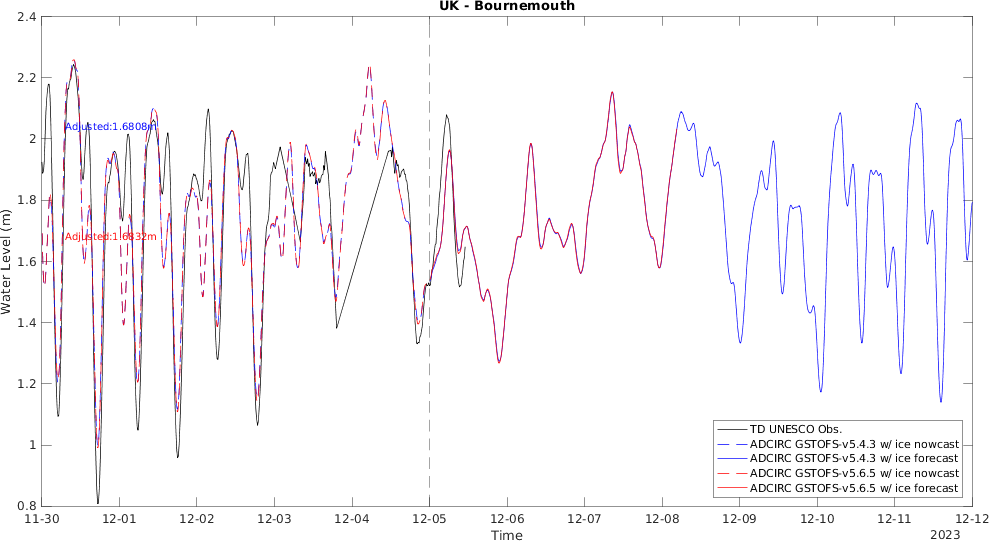 UK - Bournemouth
2.4
2.2
2
1.8
1.6
1.4
1.2
1
0.8
Water Level (m)
Adjusted:1.6808m
Adjusted:1.6832m
TD UNESCO Obs.
ADCIRC GSTOFS-v5.4.3 w/ ice nowcast
ADCIRC GSTOFS-v5.4.3 w/ ice forecast
ADCIRC GSTOFS-v5.6.5 w/ ice nowcast
ADCIRC GSTOFS-v5.6.5 w/ ice forecast
11-30 12-01 12-02 12-03 12-04 12-05 12-06 12-07 12-08 12-09 12-10 12-11 12-12
Time
2023